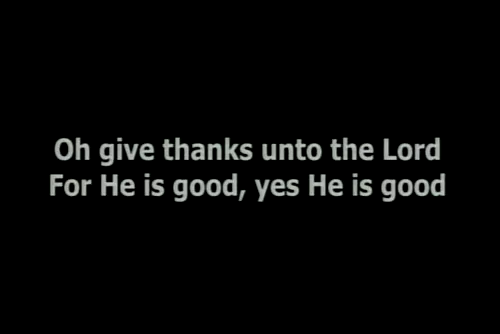 Oh give thanks unto the Lord
For He is good, yes He is good